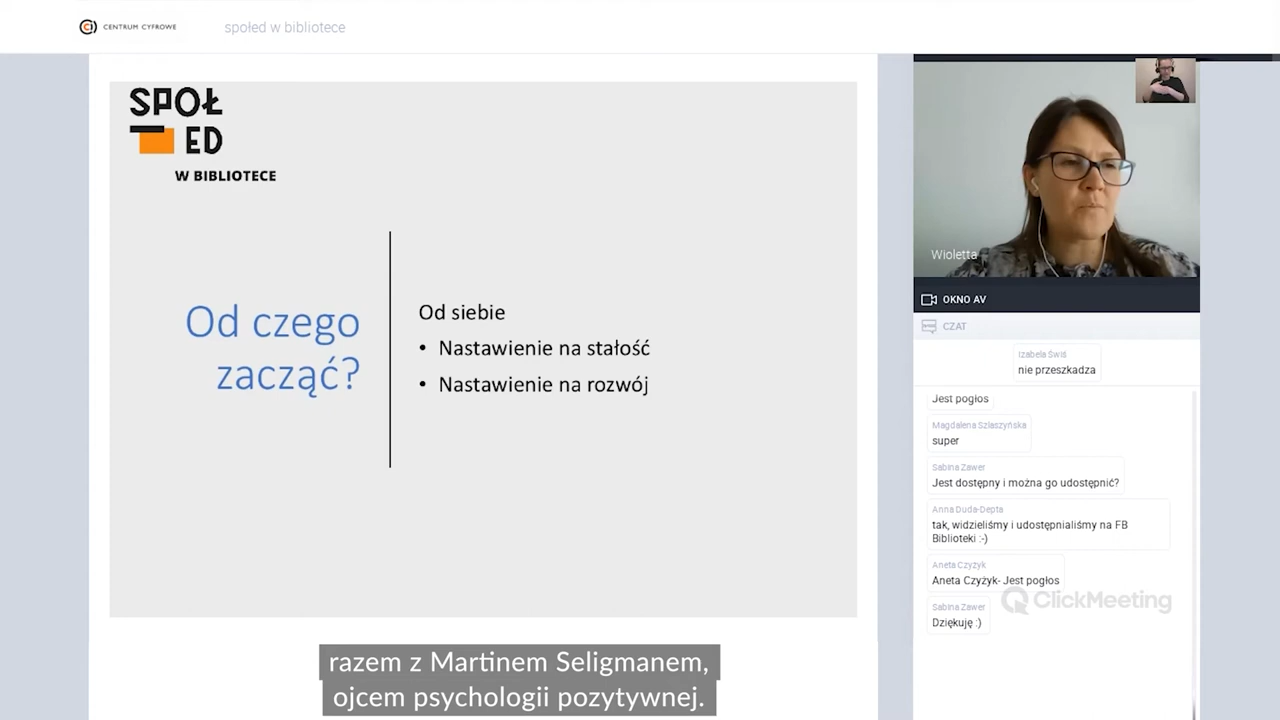 CENTRUM CYFROWE
społed w bibliotece
SPOŁ
ED
W BIBLIOTECE
Od czego
zacząć?
Od siebie
• Nastawienie na stałość
• Nastawienie na rozwój
Wioletta
OKNO AV
CZAT
Izabela Świś
nie przeszkadza
Jest pogłos
Magdalena Szlaszyńska
super
Sabina Zawer
Jest dostępny i można go udostępnić?
Anna Duda-Depta
tak, widzieliśmy i udostępnialiśmy na FB
Biblioteki :-)
Aneta Czyżyk
Aneta Czyżyk- Jest pogłos
ClickMeeting
Sabina Zawer
Dziękuję :)
razem z Martinem Seligmanem,
ojcem psychologii pozytywnej.